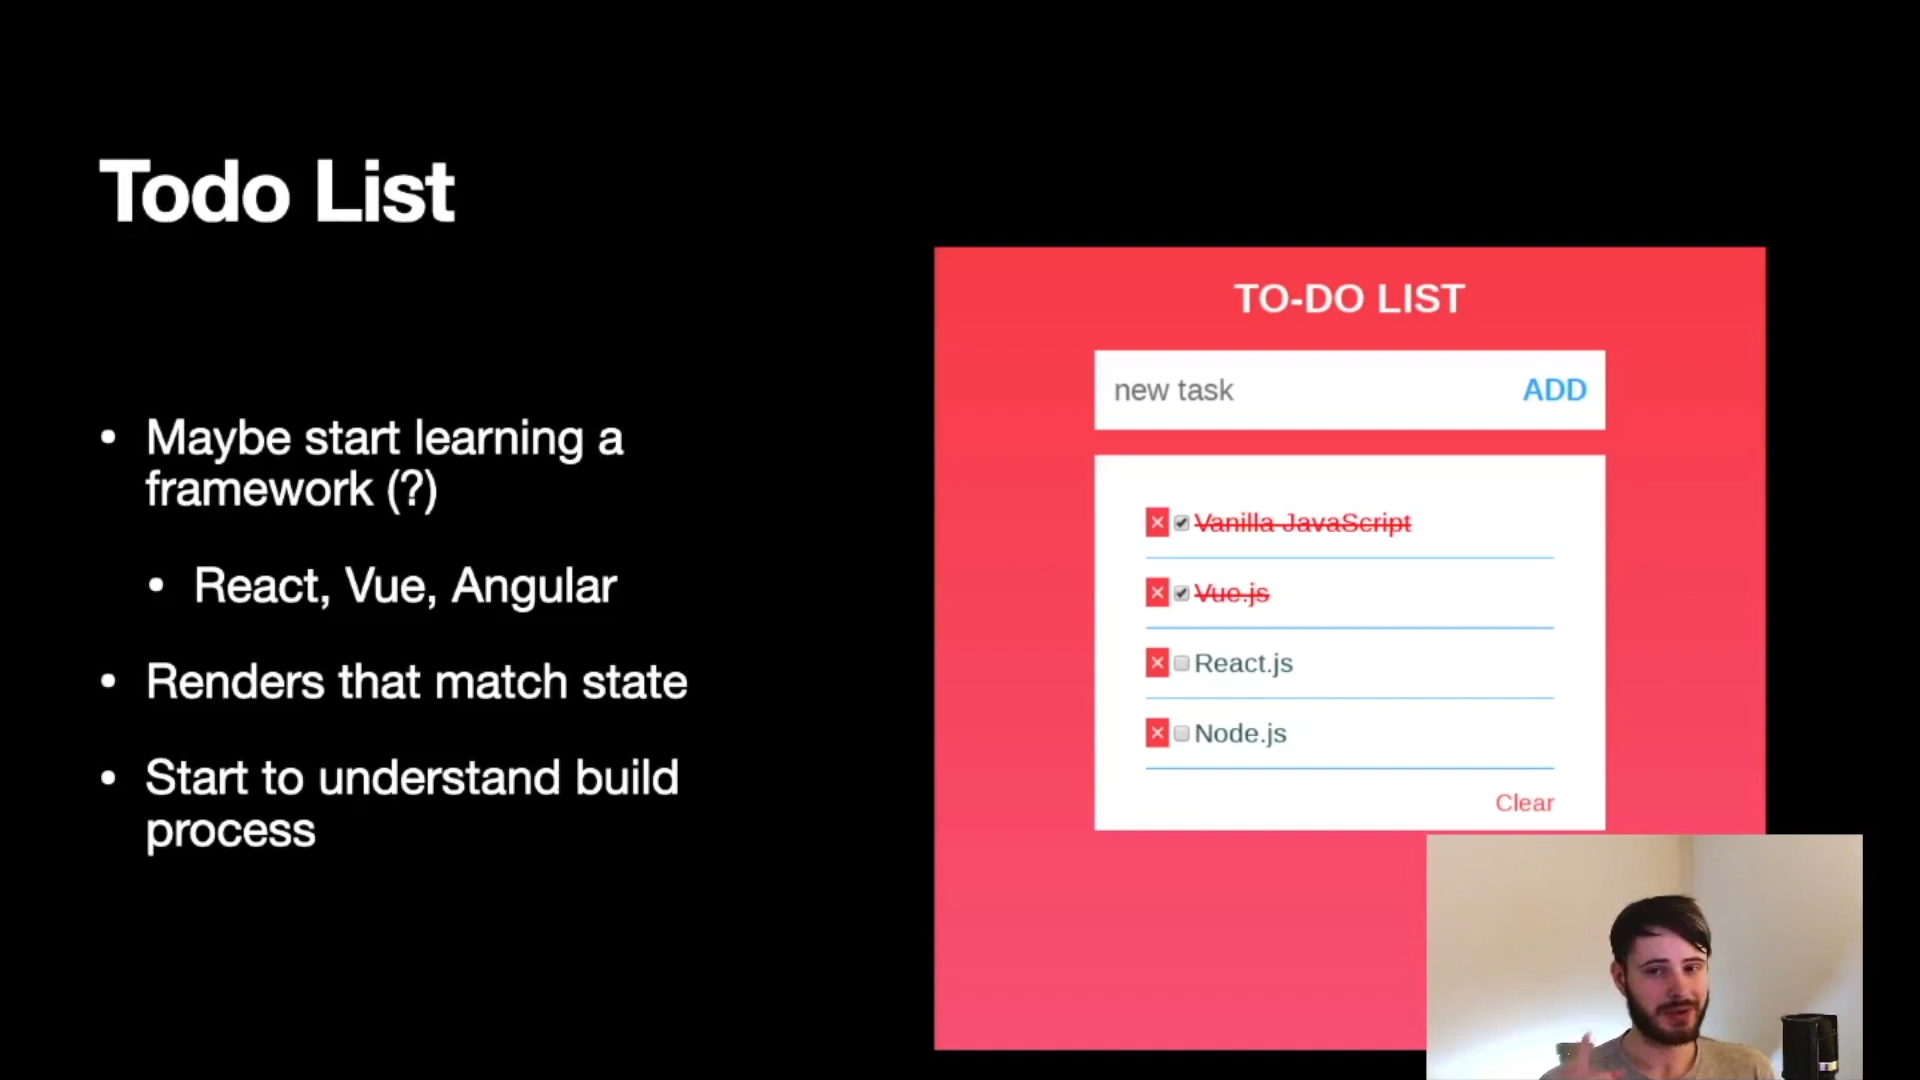 Todo List
• Maybe start learning a
framework (?)
• React, Vue, Angular
• Renders that match state
• Start to understand build
process
TO-DO LIST
new task
ADD
× Vanilla JavaScript
× Vue.js
× React.js
× Node.js
Clear